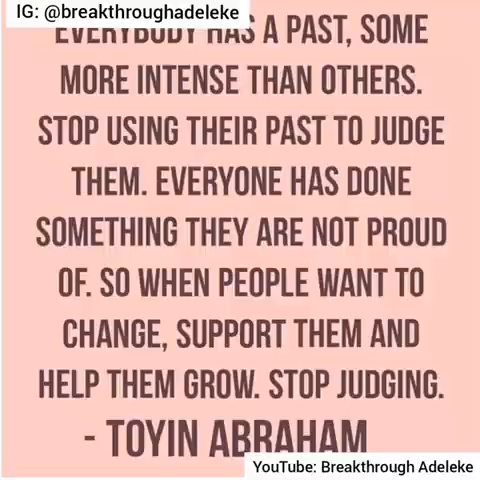 IG: @breakthroughadeleke
EVERYBODY HAS A PAST, SOME
MORE INTENSE THAN OTHERS.
STOP USING THEIR PAST TO JUDGE
THEM. EVERYONE HAS DONE
SOMETHING THEY ARE NOT PROUD
OF. SO WHEN PEOPLE WANT TO
CHANGE, SUPPORT THEM AND
HELP THEM GROW. STOP JUDGING.
- TOYIN ABRAHAM
YouTube: Breakthrough Adeleke